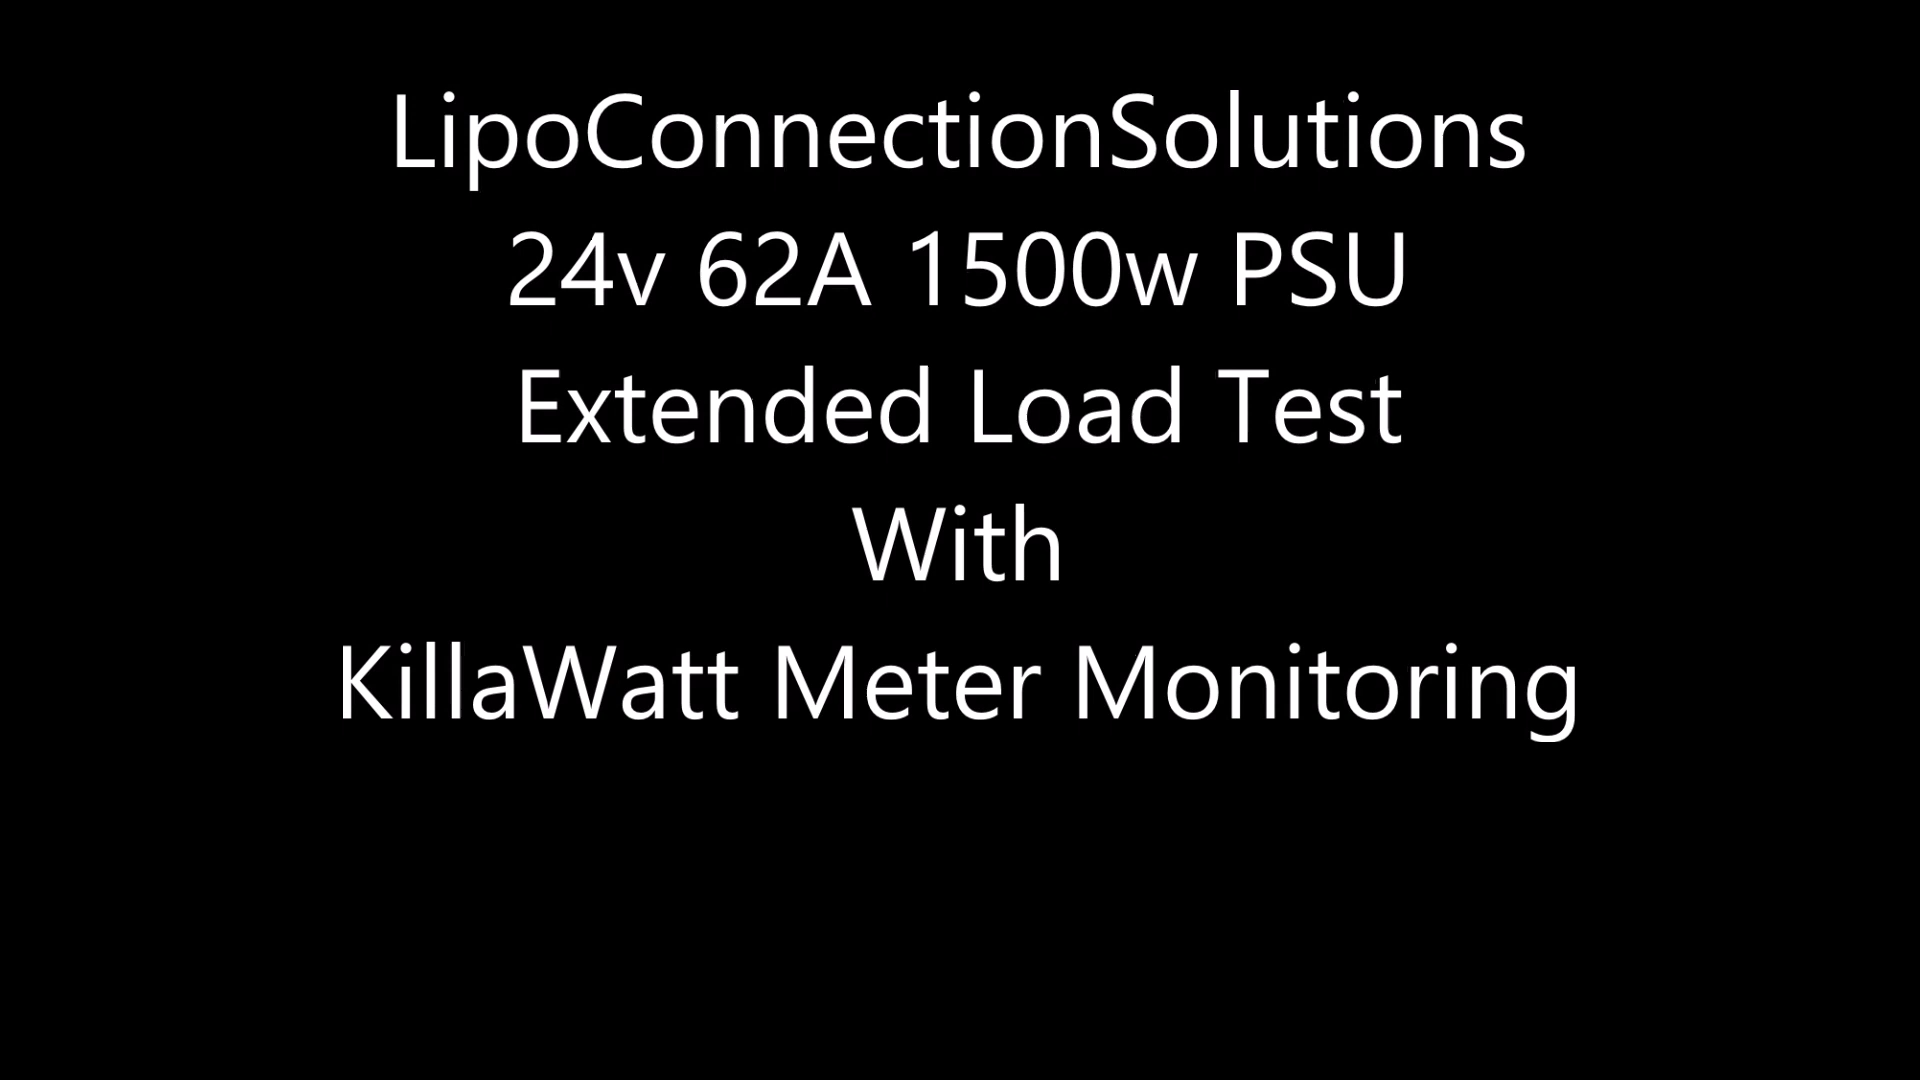 LipoConnectionSolutions
24v 62A 1500w PSU
Extended Load Test
With
KillaWatt Meter Monitoring